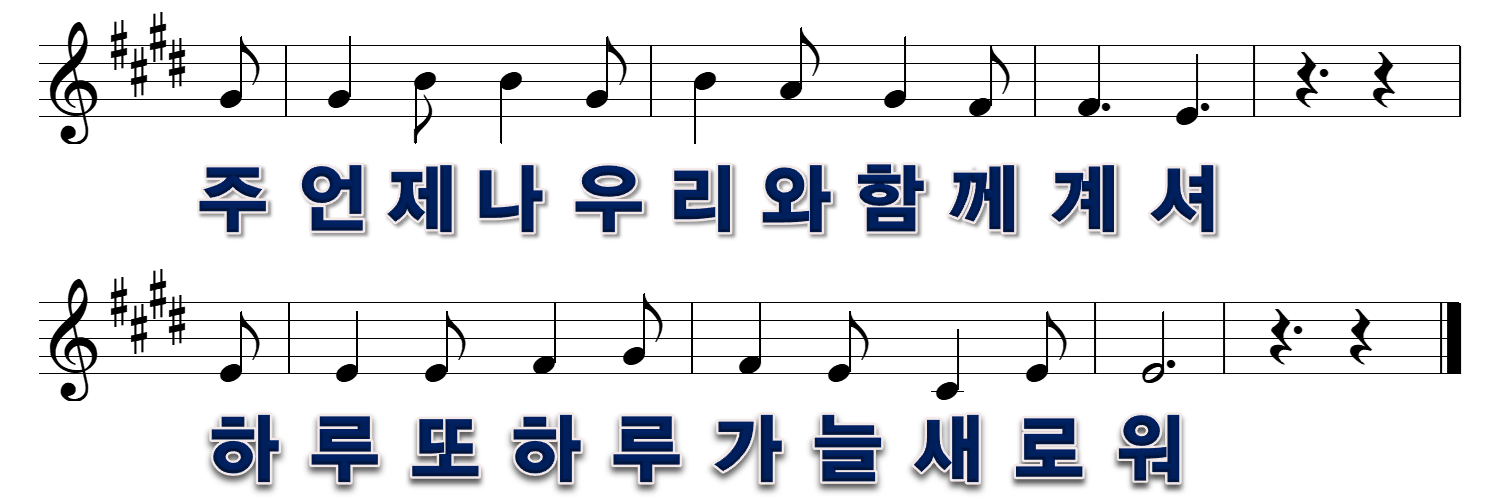 주 언 제 나 우 리 와 함 께 계 셔
하 루 또 하 루 가 늘 새 로 워